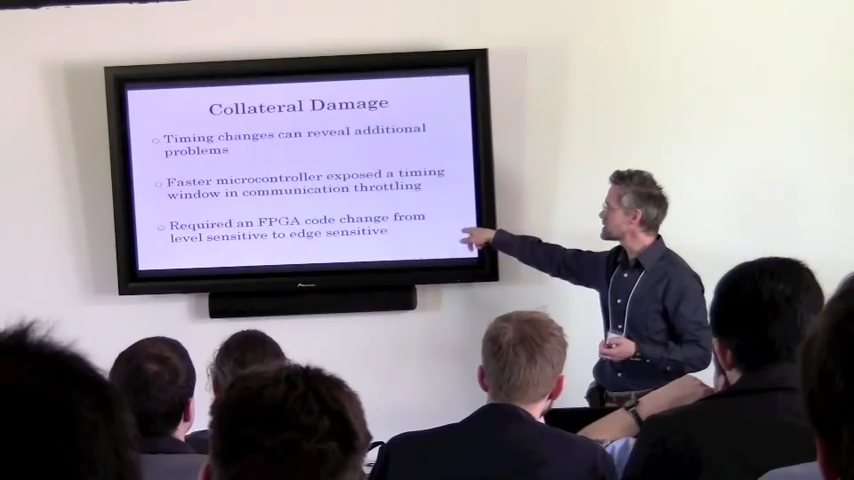 Collateral Damage
Timing changes can reveal additional
problems
Faster microcontroller exposed a timing
window in communication throttling
Required an FPGA code change from
level sensitive to edge sensitive